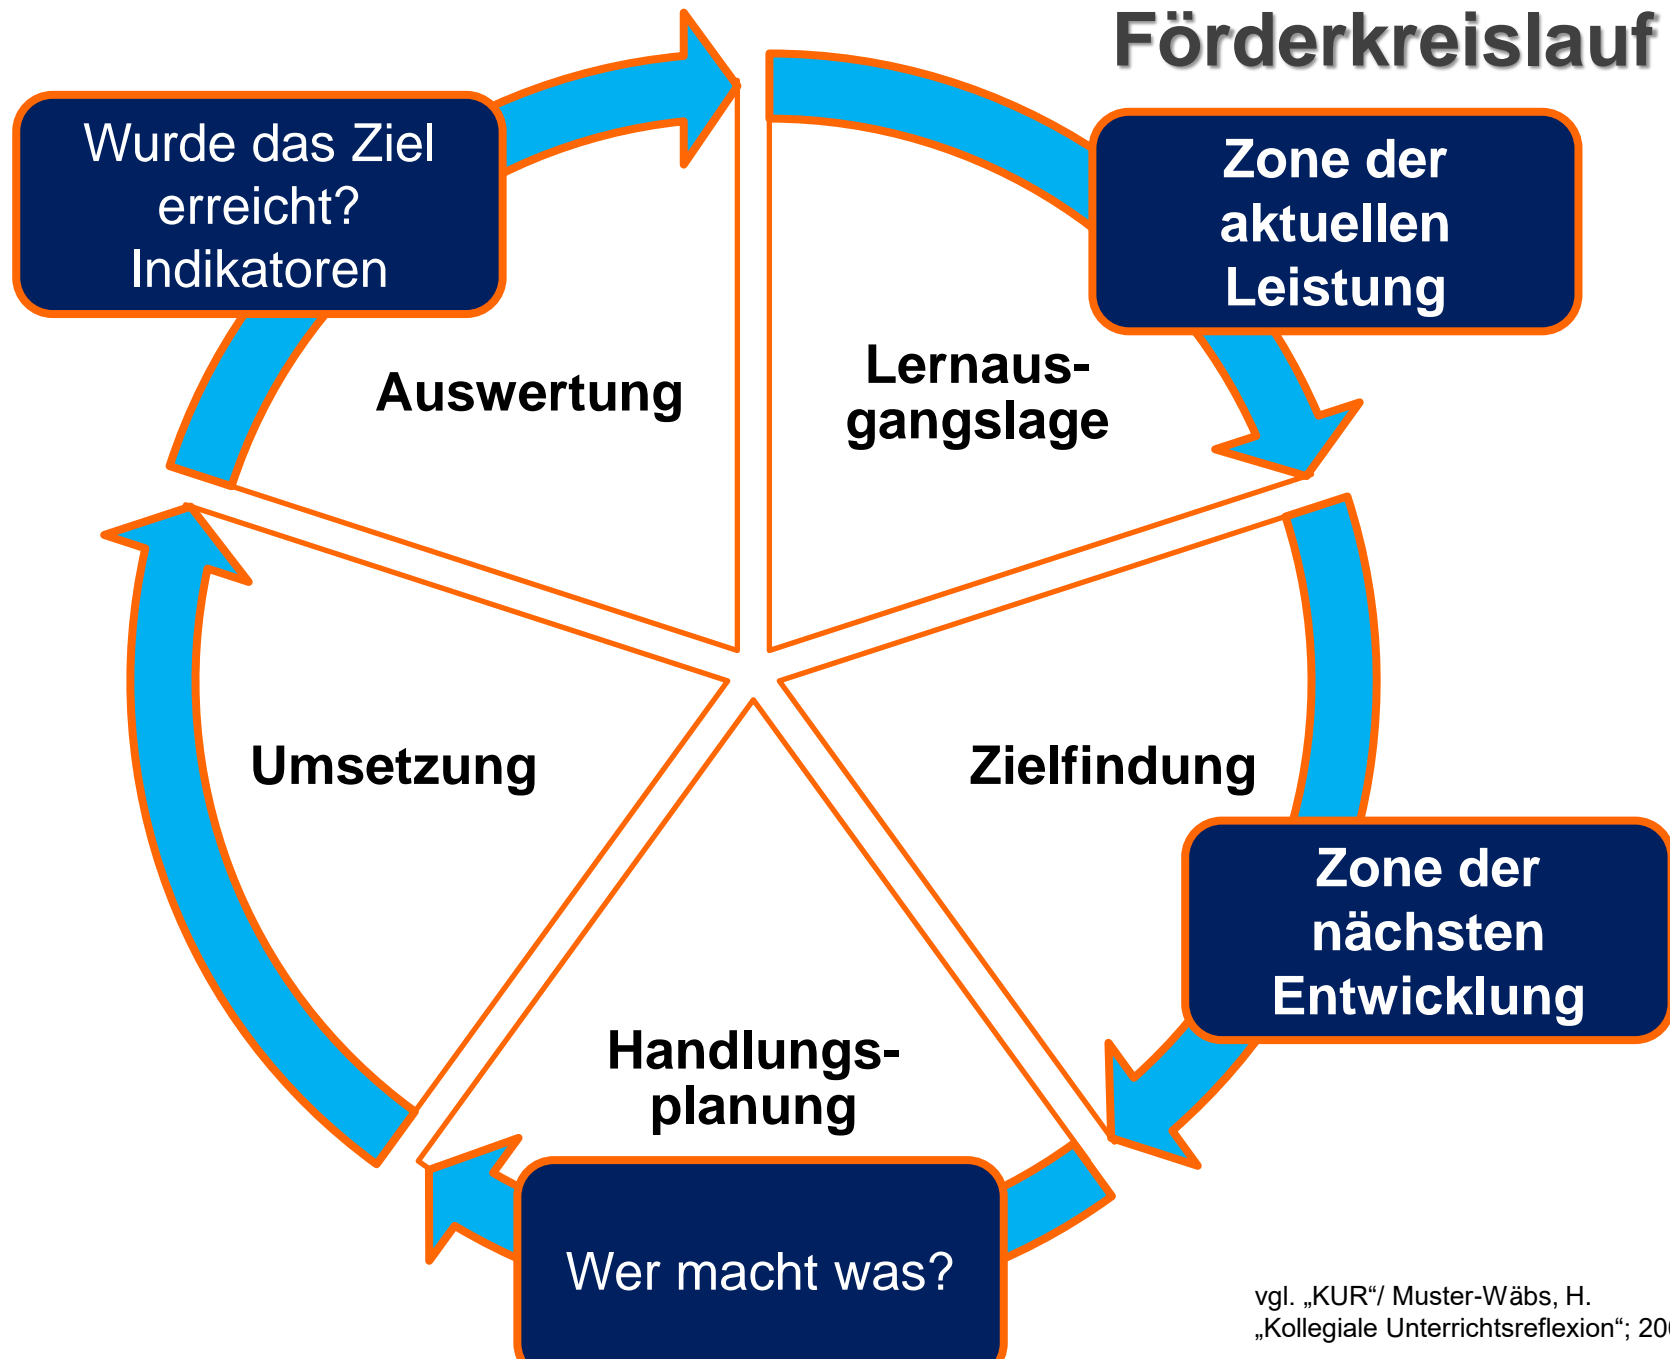 Förderkreislauf
Wurde das Ziel
erreicht?
Indikatoren
Zone der
aktuellen
Leistung
Auswertung
Lernaus-
gangslage
Umsetzung
Zielfindung
Zone der
nächsten
Entwicklung
Handlungs-
planung
Wer macht was?
vgl. „KUR“/ Muster-Wäbs, H.
„Kollegiale Unterrichtsreflexion“;